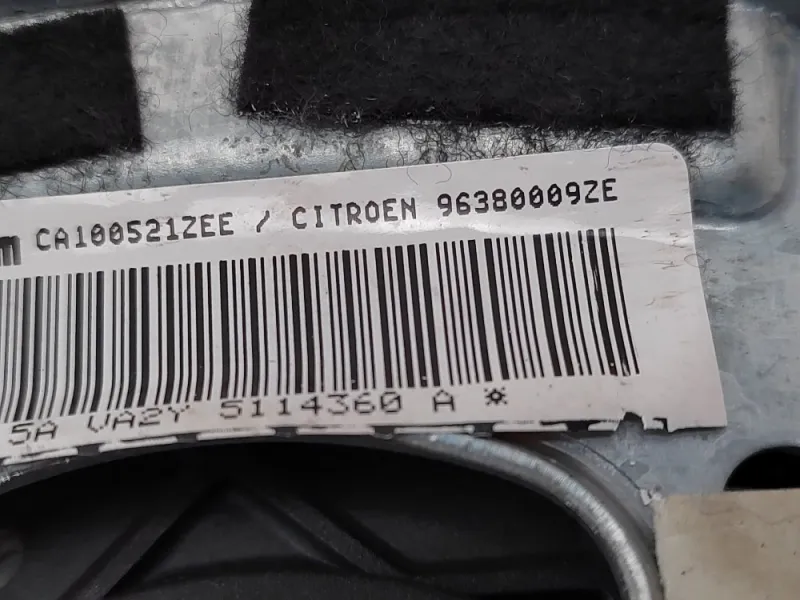 m CA100521ZEE / CITROEN 96380009ZE
5A VA2Y 5114360 A